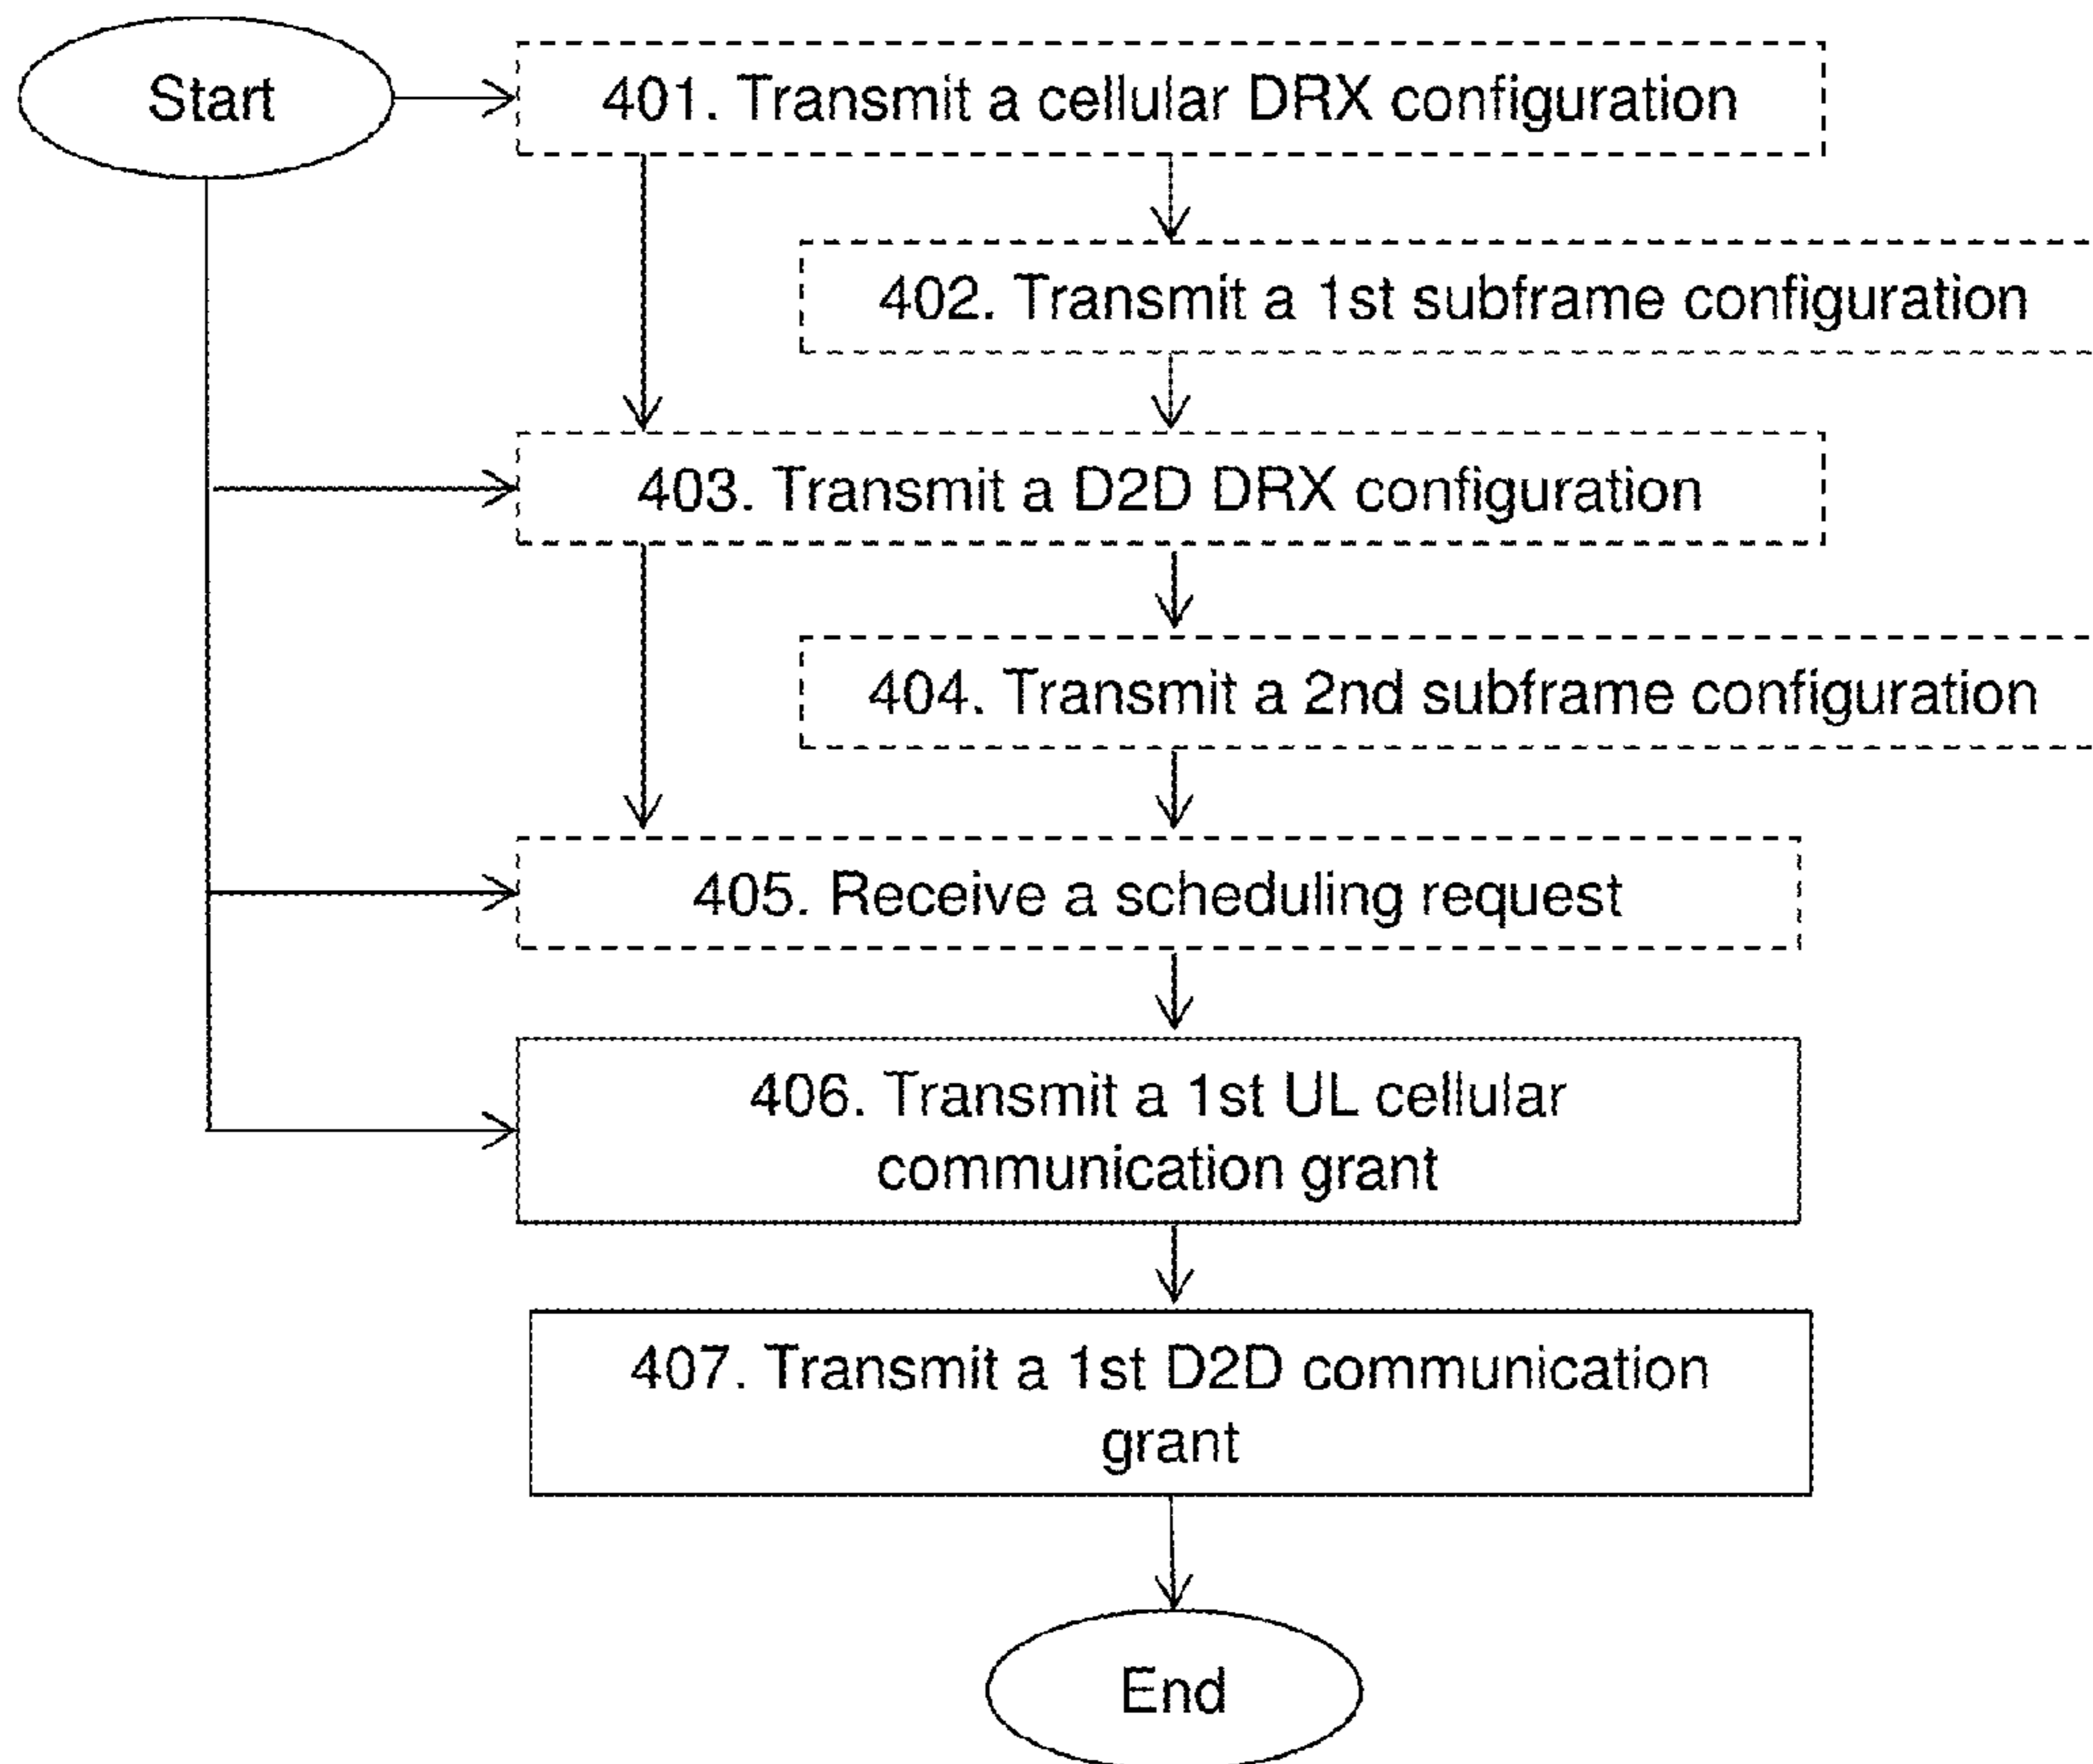 Start
401. Transmit a cellular DRX configuration
402. Transmit a 1st subframe configuration
403. Transmit a D2D DRX configuration
404. Transmit a 2nd subframe configuration
405. Receive a scheduling request
406. Transmit a 1st UL cellular
communication grant
407. Transmit a 1st D2D communication
grant
End